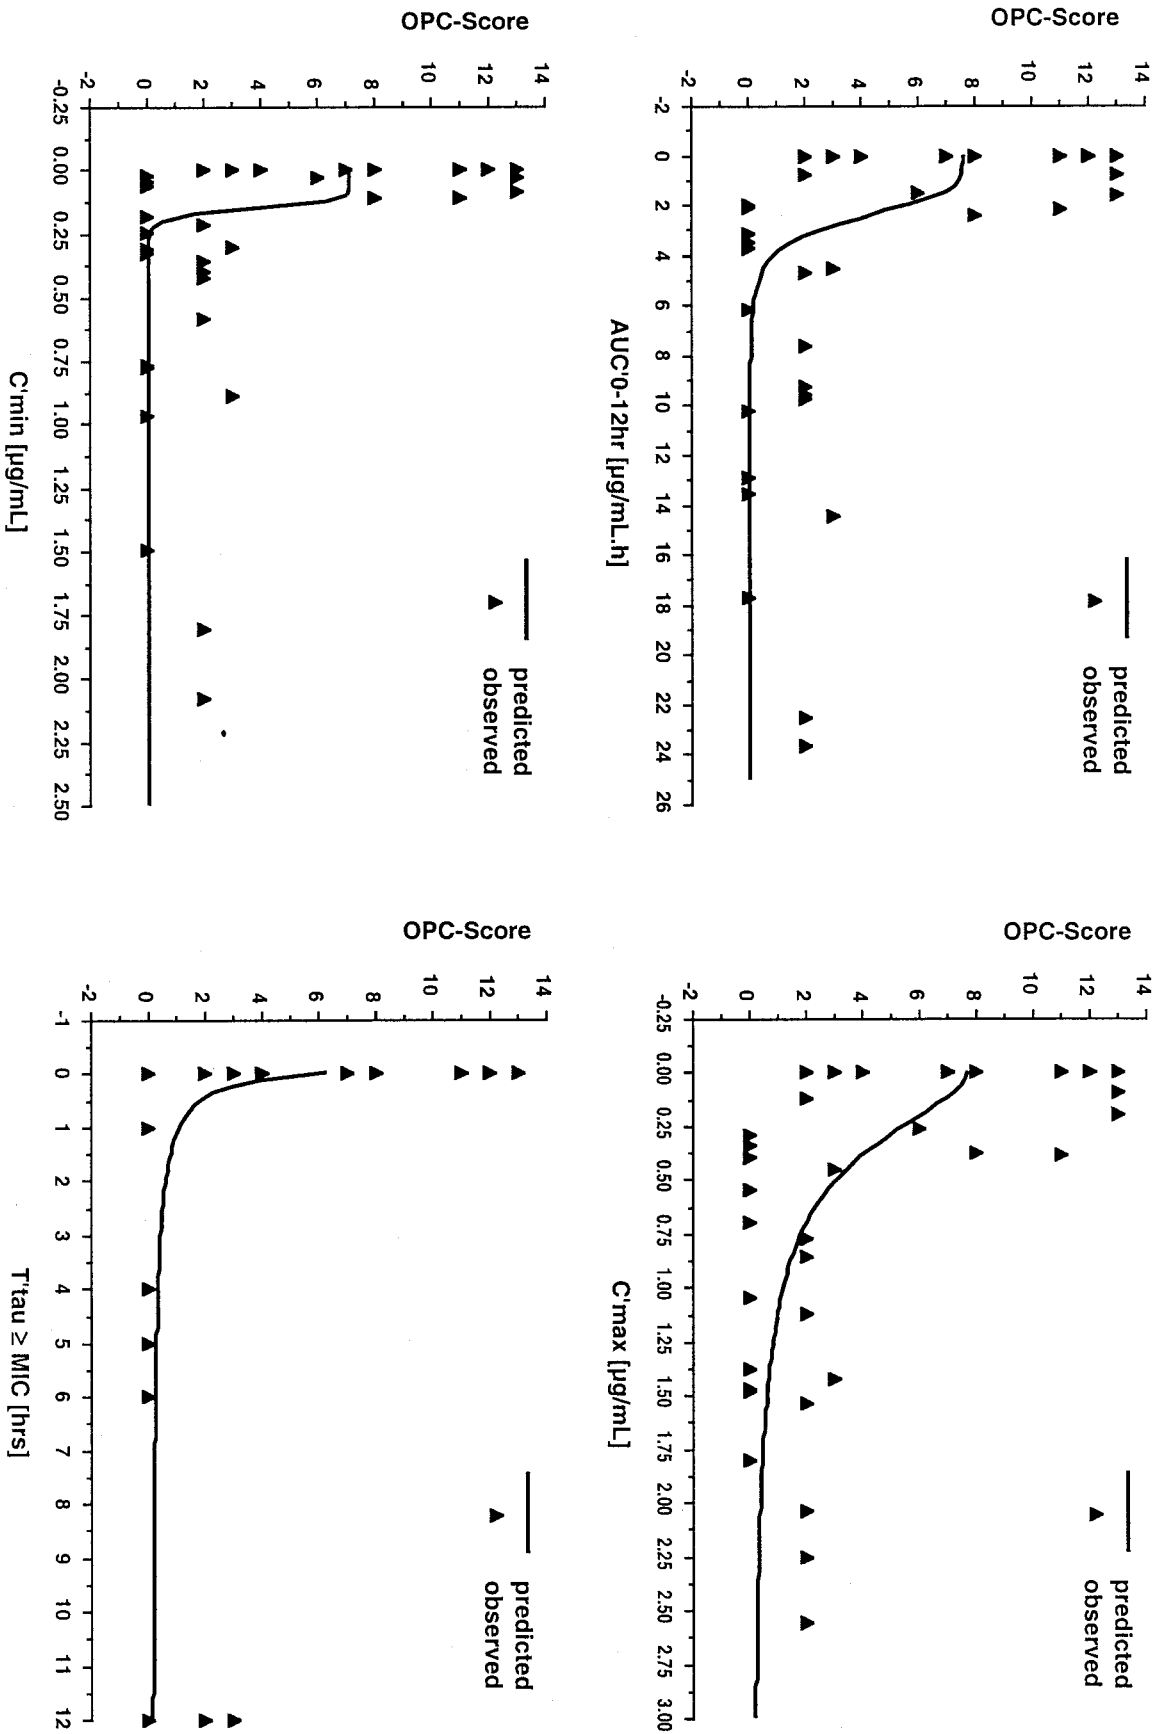 OPC-Score
14
12
10
8
6
4
2
0
-2
-2 0 2 4 6 8 10 12 14 16 18 20 22 24 26
AUC'0-12hr [µg/mL.h]
predicted
observed
OPC-Score
14
12
10
8
6
4
2
0
-2
-0.25 0.00 0.25 0.50 0.75 1.00 1.25 1.50 1.75 2.00 2.25 2.50 2.75 3.00
C'max [µg/mL]
predicted
observed
OPC-Score
14
12
10
8
6
4
2
0
-2
-0.25 0.00 0.25 0.50 0.75 1.00 1.25 1.50 1.75 2.00 2.25 2.50
C'min [µg/mL]
predicted
observed
OPC-Score
14
12
10
8
6
4
2
0
-2
-1 0 1 2 3 4 5 6 7 8 9 10 11 12
T'tau ≥ MIC [hrs]
predicted
observed